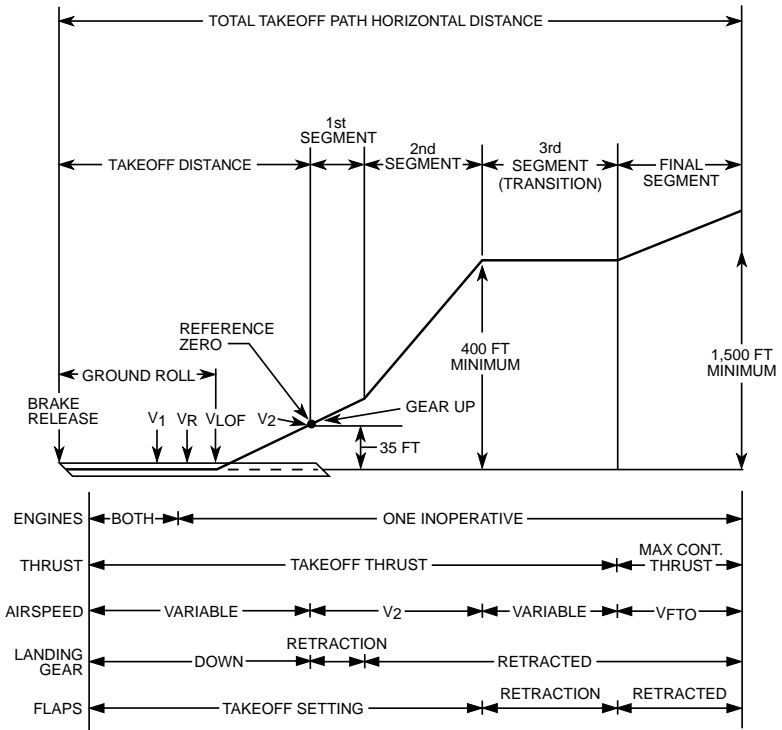 TOTAL TAKEOFF PATH HORIZONTAL DISTANCE
1st
SEGMENT
2nd
SEGMENT
3rd
SEGMENT
(TRANSITION)
FINAL
SEGMENT
TAKEOFF DISTANCE
REFERENCE
ZERO
400 FT
MINIMUM
1,500 FT
MINIMUM
GROUND ROLL
BRAKE
RELEASE
V1
VR
VLOF
V2
GEAR UP
35 FT
ENGINES BOTH ONE INOPERATIVE
THRUST TAKEOFF THRUST MAX CONT. THRUST
AIRSPEED VARIABLE V2 VARIABLE VFTO
LANDING GEAR DOWN RETRACTION RETRACTED
FLAPS TAKEOFF SETTING RETRACTION RETRACTED